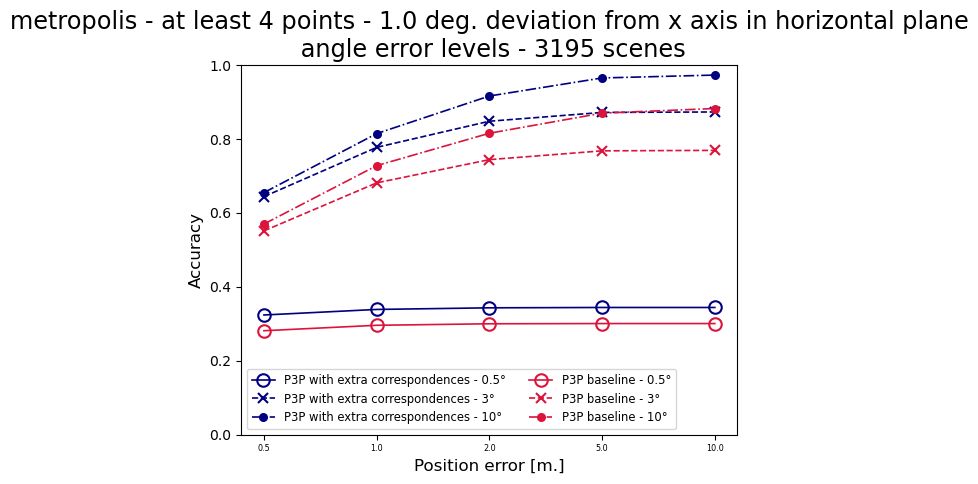 metropolis - at least 4 points - 1.0 deg. deviation from x axis in horizontal plane
angle error levels - 3195 scenes
1.0
0.8
0.6
0.4
0.2
0.0
Accuracy
P3P with extra correspondences - 0.5°
P3P with extra correspondences - 3°
P3P with extra correspondences - 10°
P3P baseline - 0.5°
P3P baseline - 3°
P3P baseline - 10°
0.5 1.0 2.0 5.0 10.0
Position error [m.]